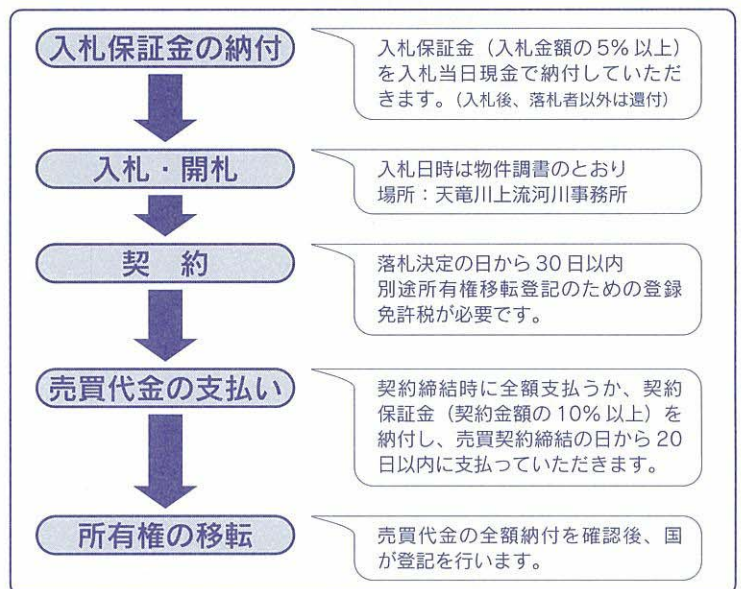 入札保証金の納付
入札保証金（入札金額の5％以上）
を入札当日現金で納付していただ
きます。（入札後、落札者以外は還付）
入札・開札
入札日時は物件調書のとおり
場所：天竜川上流河川事務所
契　約
落札決定の日から30日以内
別途所有権移転登記のための登録
免許税が必要です。
売買代金の支払い
契約締結時に全額支払うか、契約
保証金（契約金額の10％以上）を
納付し、売買契約締結の日から20
日以内に支払っていただきます。
所有権の移転
売買代金の全額納付を確認後、国
が登記を行います。